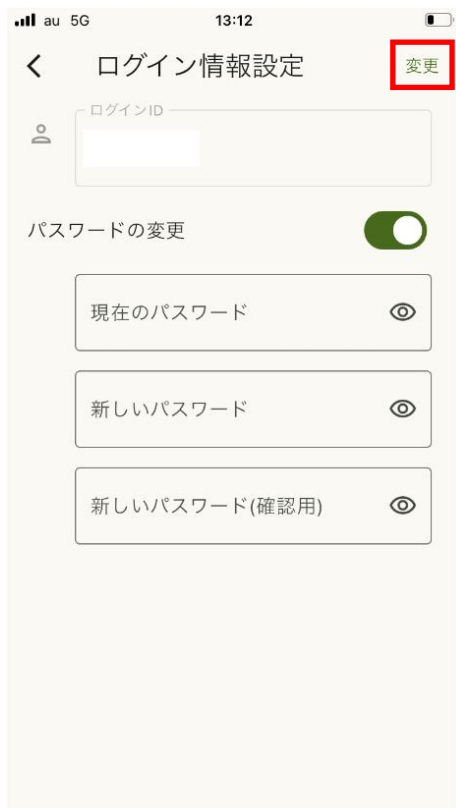 au 5G 13:12
ログイン情報設定 変更
ログインID
パスワードの変更
現在のパスワード
新しいパスワード
新しいパスワード(確認用)